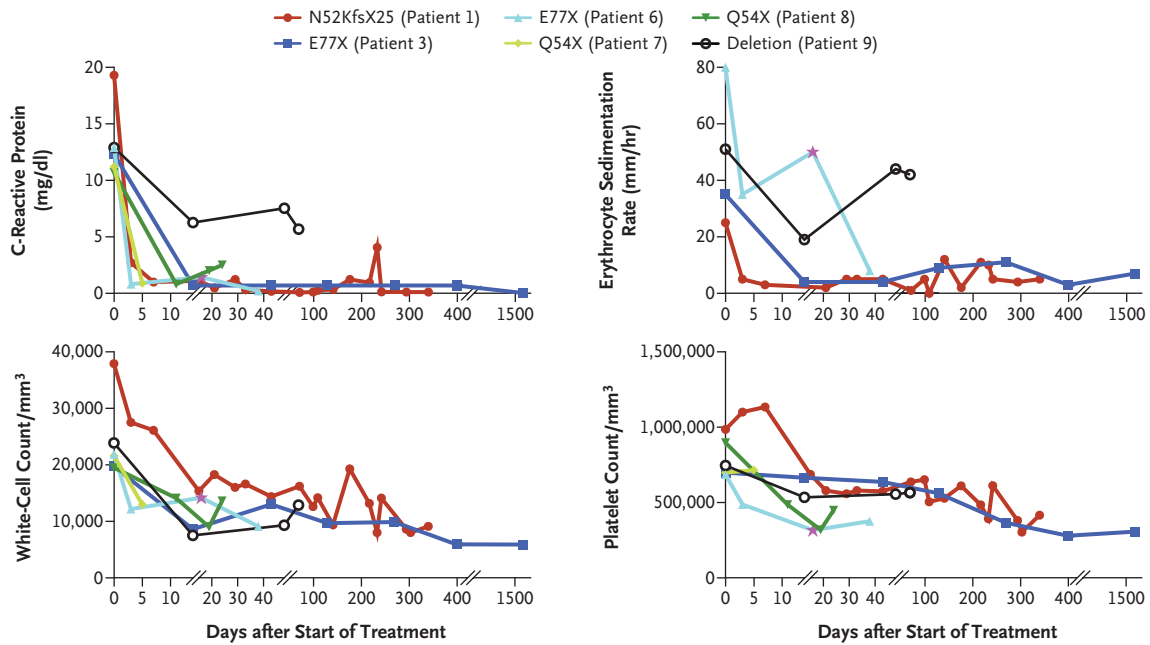 N52KfsX25 (Patient 1)
E77X (Patient 6)
Q54X (Patient 8)
E77X (Patient 3)
Q54X (Patient 7)
Deletion (Patient 9)
C-Reactive Protein
(mg/dl)
20
15
10
5
0
0 5 10 20 30 40 100 200 300 400 1500
Erythrocyte Sedimentation
Rate (mm/hr)
80
60
40
20
0
0 5 10 20 30 40 100 200 300 400 1500
White-Cell Count/mm³
40,000
30,000
20,000
10,000
0
0 5 10 20 30 40 100 200 300 400 1500
Days after Start of Treatment
Platelet Count/mm³
1,500,000
1,000,000
500,000
0
0 5 10 20 30 40 100 200 300 400 1500
Days after Start of Treatment